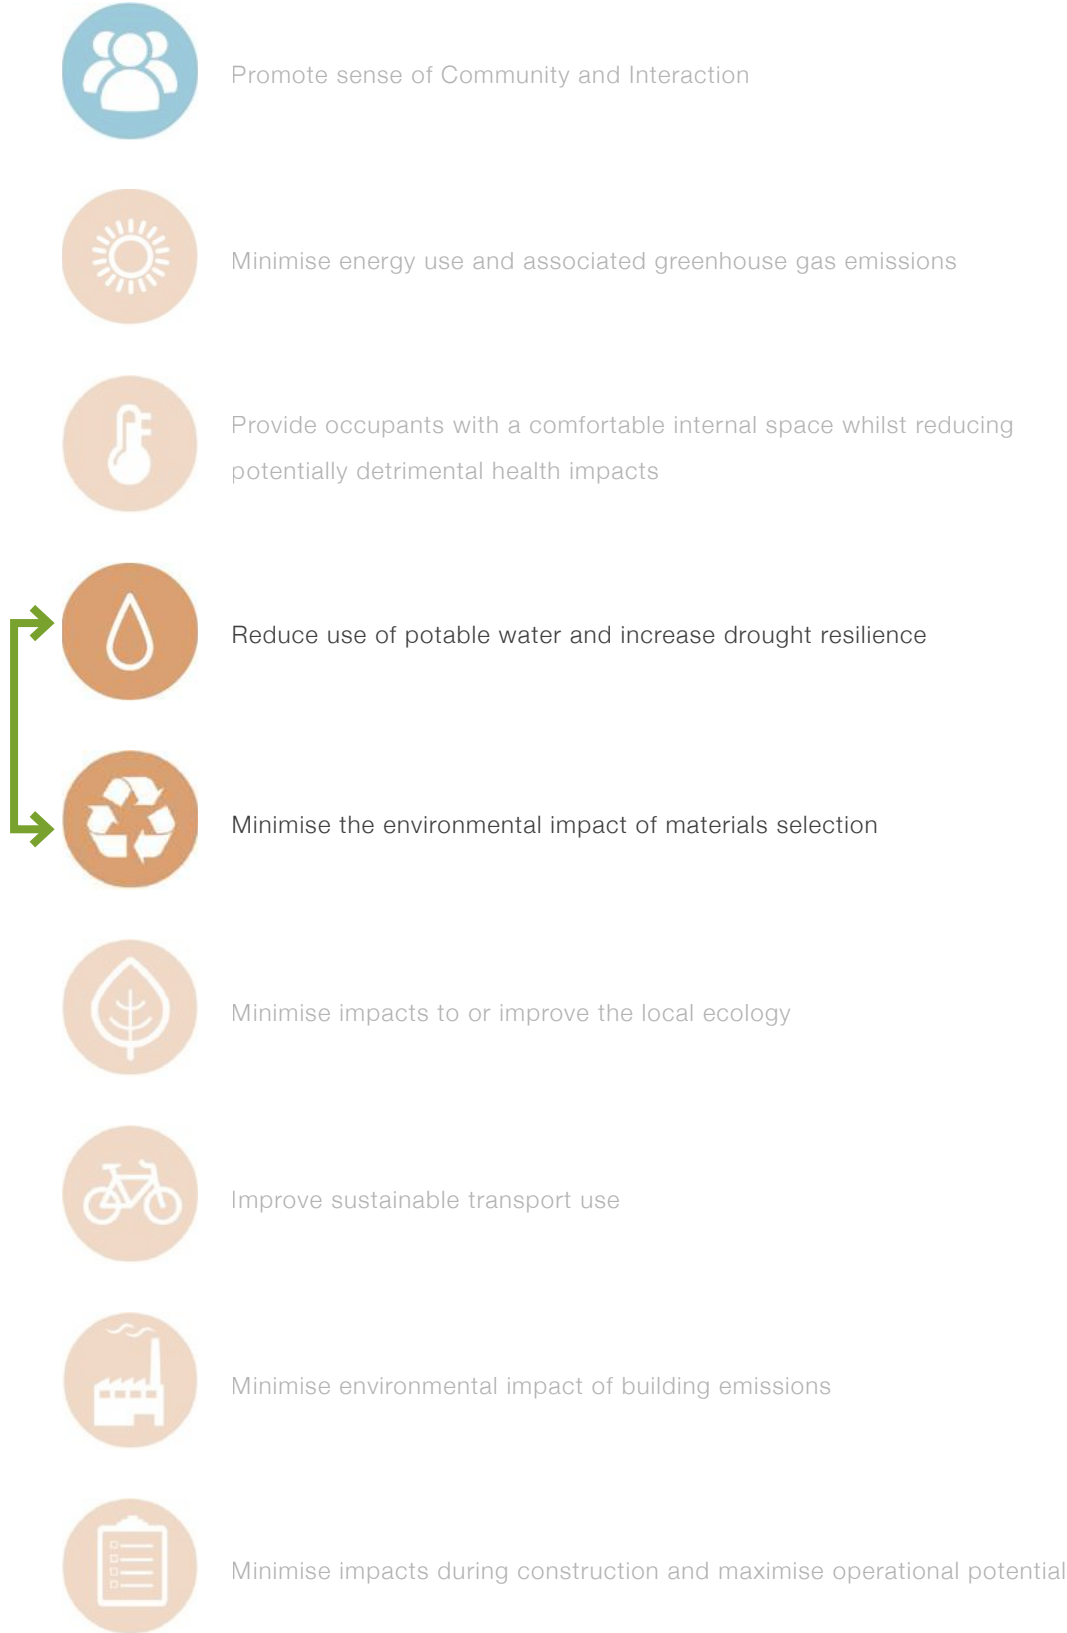 Promote sense of Community and Interaction
Minimise energy use and associated greenhouse gas emissions
Provide occupants with a comfortable internal space whilst reducing
potentially detrimental health impacts
Reduce use of potable water and increase drought resilience
Minimise the environmental impact of materials selection
Minimise impacts to or improve the local ecology
Improve sustainable transport use
Minimise environmental impact of building emissions
Minimise impacts during construction and maximise operational potential